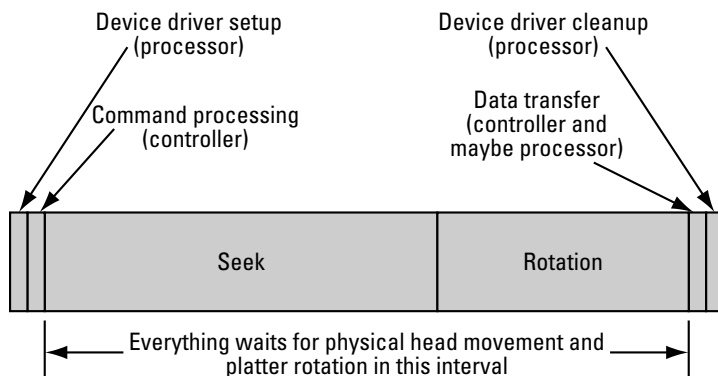 Device driver setup
(processor)
Device driver cleanup
(processor)
Command processing
(controller)
Data transfer
(controller and
maybe processor)
Seek
Rotation
Everything waits for physical head movement and
platter rotation in this interval